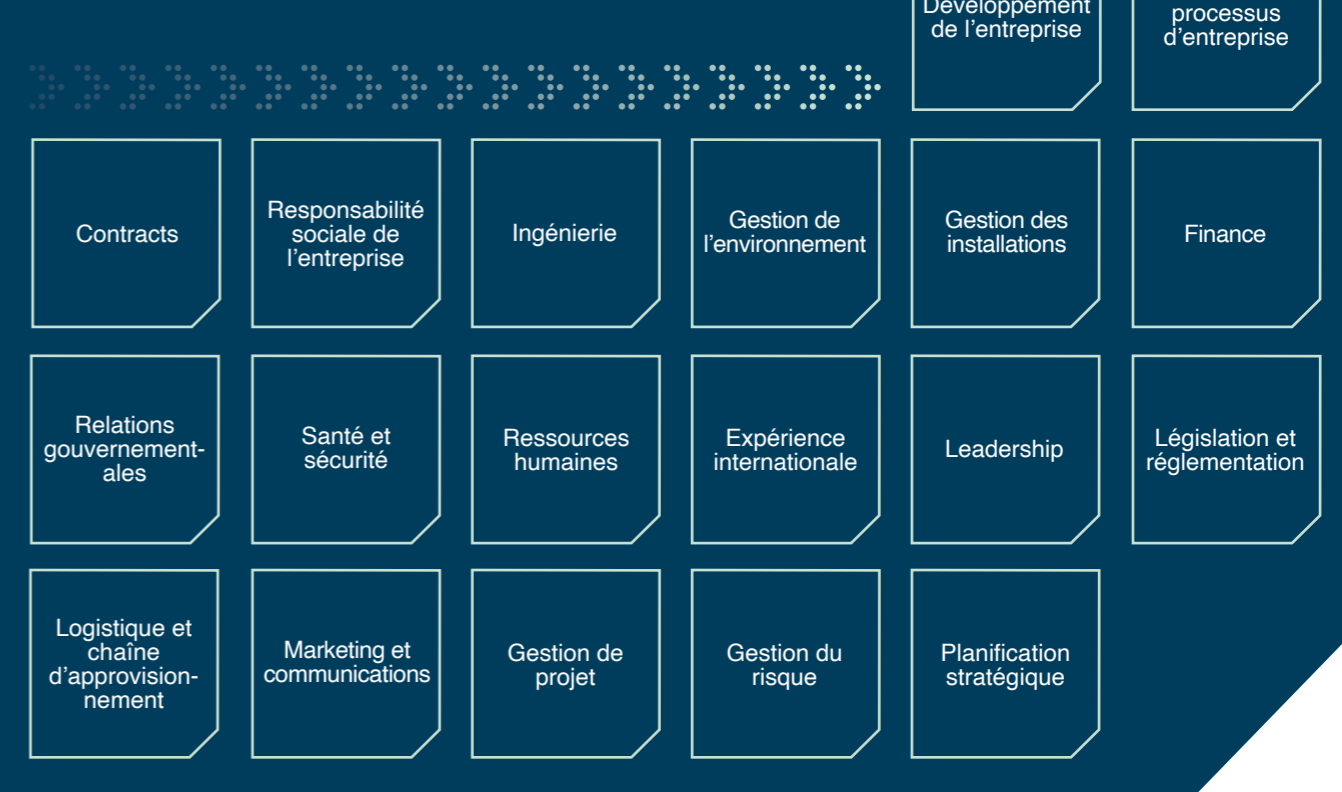 Développement
de l'entreprise
processus
d'entreprise
Contracts
Responsabilité
sociale de
l'entreprise
Ingénierie
Gestion de
l'environnement
Gestion des
installations
Finance
Relations
gouvernement-
ales
Santé et
sécurité
Ressources
humaines
Expérience
internationale
Leadership
Législation et
réglementation
Logistique et
chaîne
d'approvision-
nement
Marketing et
communications
Gestion de
projet
Gestion du
risque
Planification
stratégique